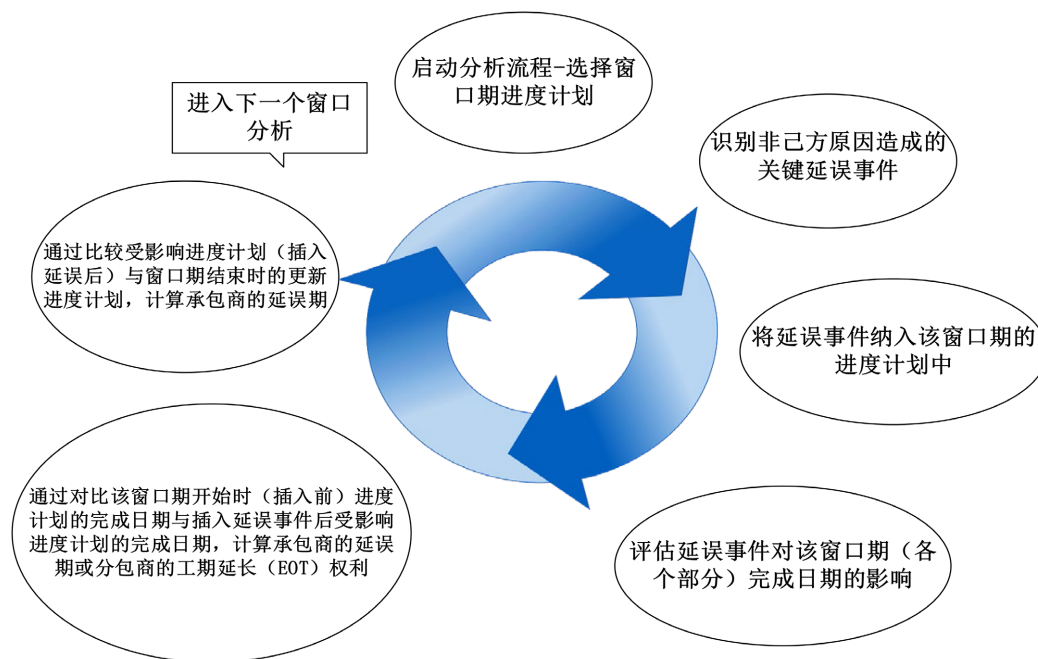 启动分析流程-选择窗
口期进度计划
进入下一个窗口
分析
识别非己方原因造成的
关键延误事件
通过比较受影响进度计划（插入
延误后）与窗口期结束时的更新
进度计划，计算承包商的延误期
将延误事件纳入该窗口期的
进度计划中
通过对比该窗口期开始时（插入前）进度
计划的完成日期与插入延误事件后受影响
进度计划的完成日期，计算承包商的延误
期或分包商的工期延长（EOT）权利
评估延误事件对该窗口期（各
个部分）完成日期的影响